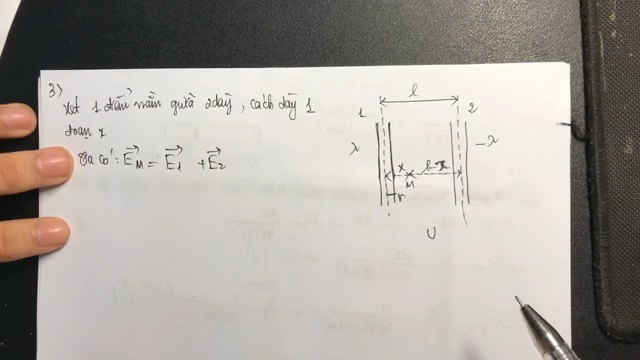 3>
Xét 1 điểm nằm giữa 2 dây, cách dây 1
đoạn x
Ta có: E⃗M = E⃗1 + E⃗2
l
1
2
λ
-λ
x
l-x
M
r
U